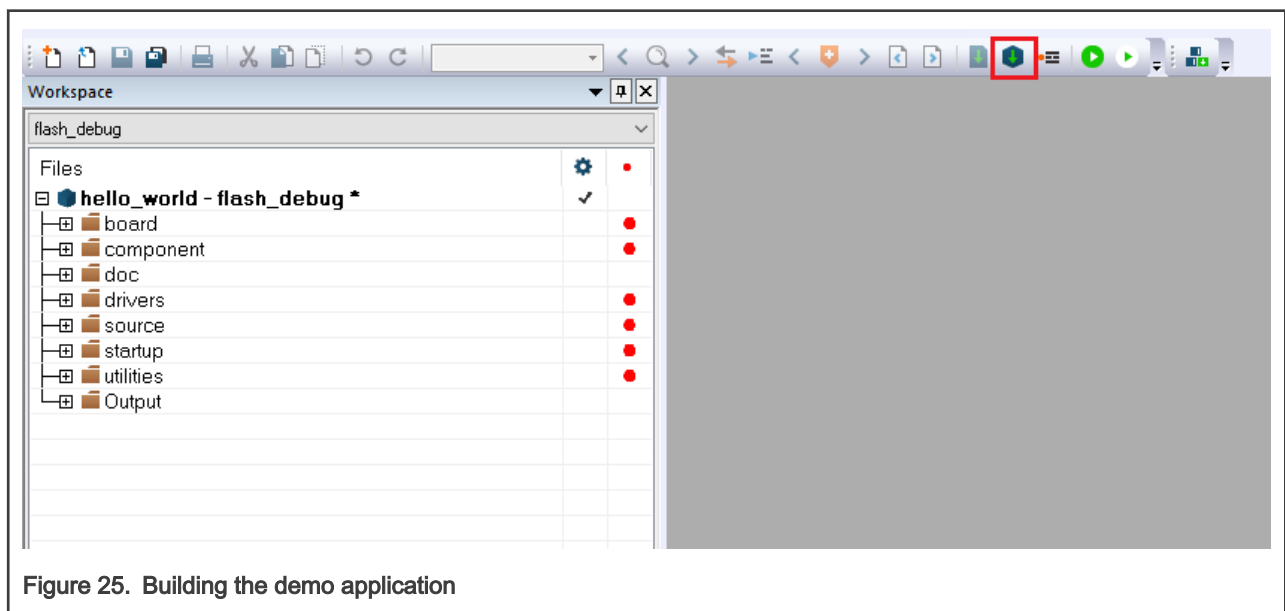 Workspace
flash_debug
Files
hello_world - flash_debug *
board
component
doc
drivers
source
startup
utilities
Output
Figure 25. Building the demo application